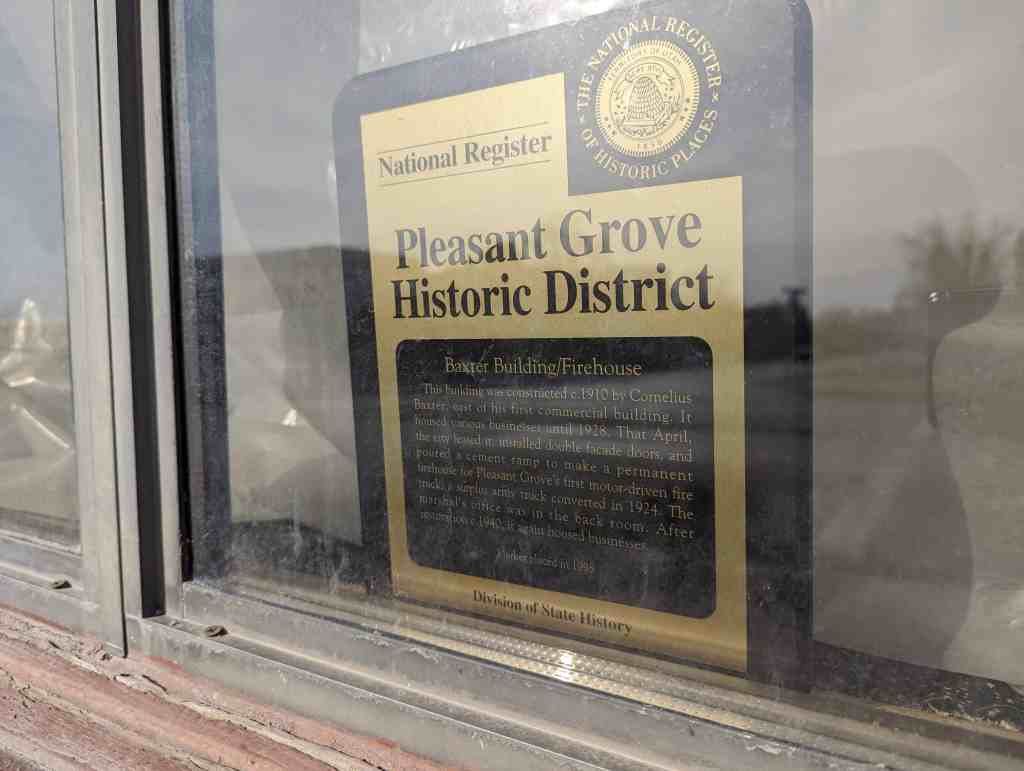 THE NATIONAL REGISTER
OF HISTORIC PLACES
National Register
Pleasant Grove
Historic District
Baxter Building/Firehouse
This building was constructed c.1910 by Cornelius
Baxter, east of his first commercial building. It
housed various businesses until 1928. That April,
the city leased it, installed double facade doors, and
poured a cement ramp to make a permanent
firehouse for Pleasant Grove's first motor-driven fire
truck, a surplus army truck converted in 1924. The
marshal's office was in the back room. After
c.1940, it again housed businesses.
Marker placed in 1998
Division of State History